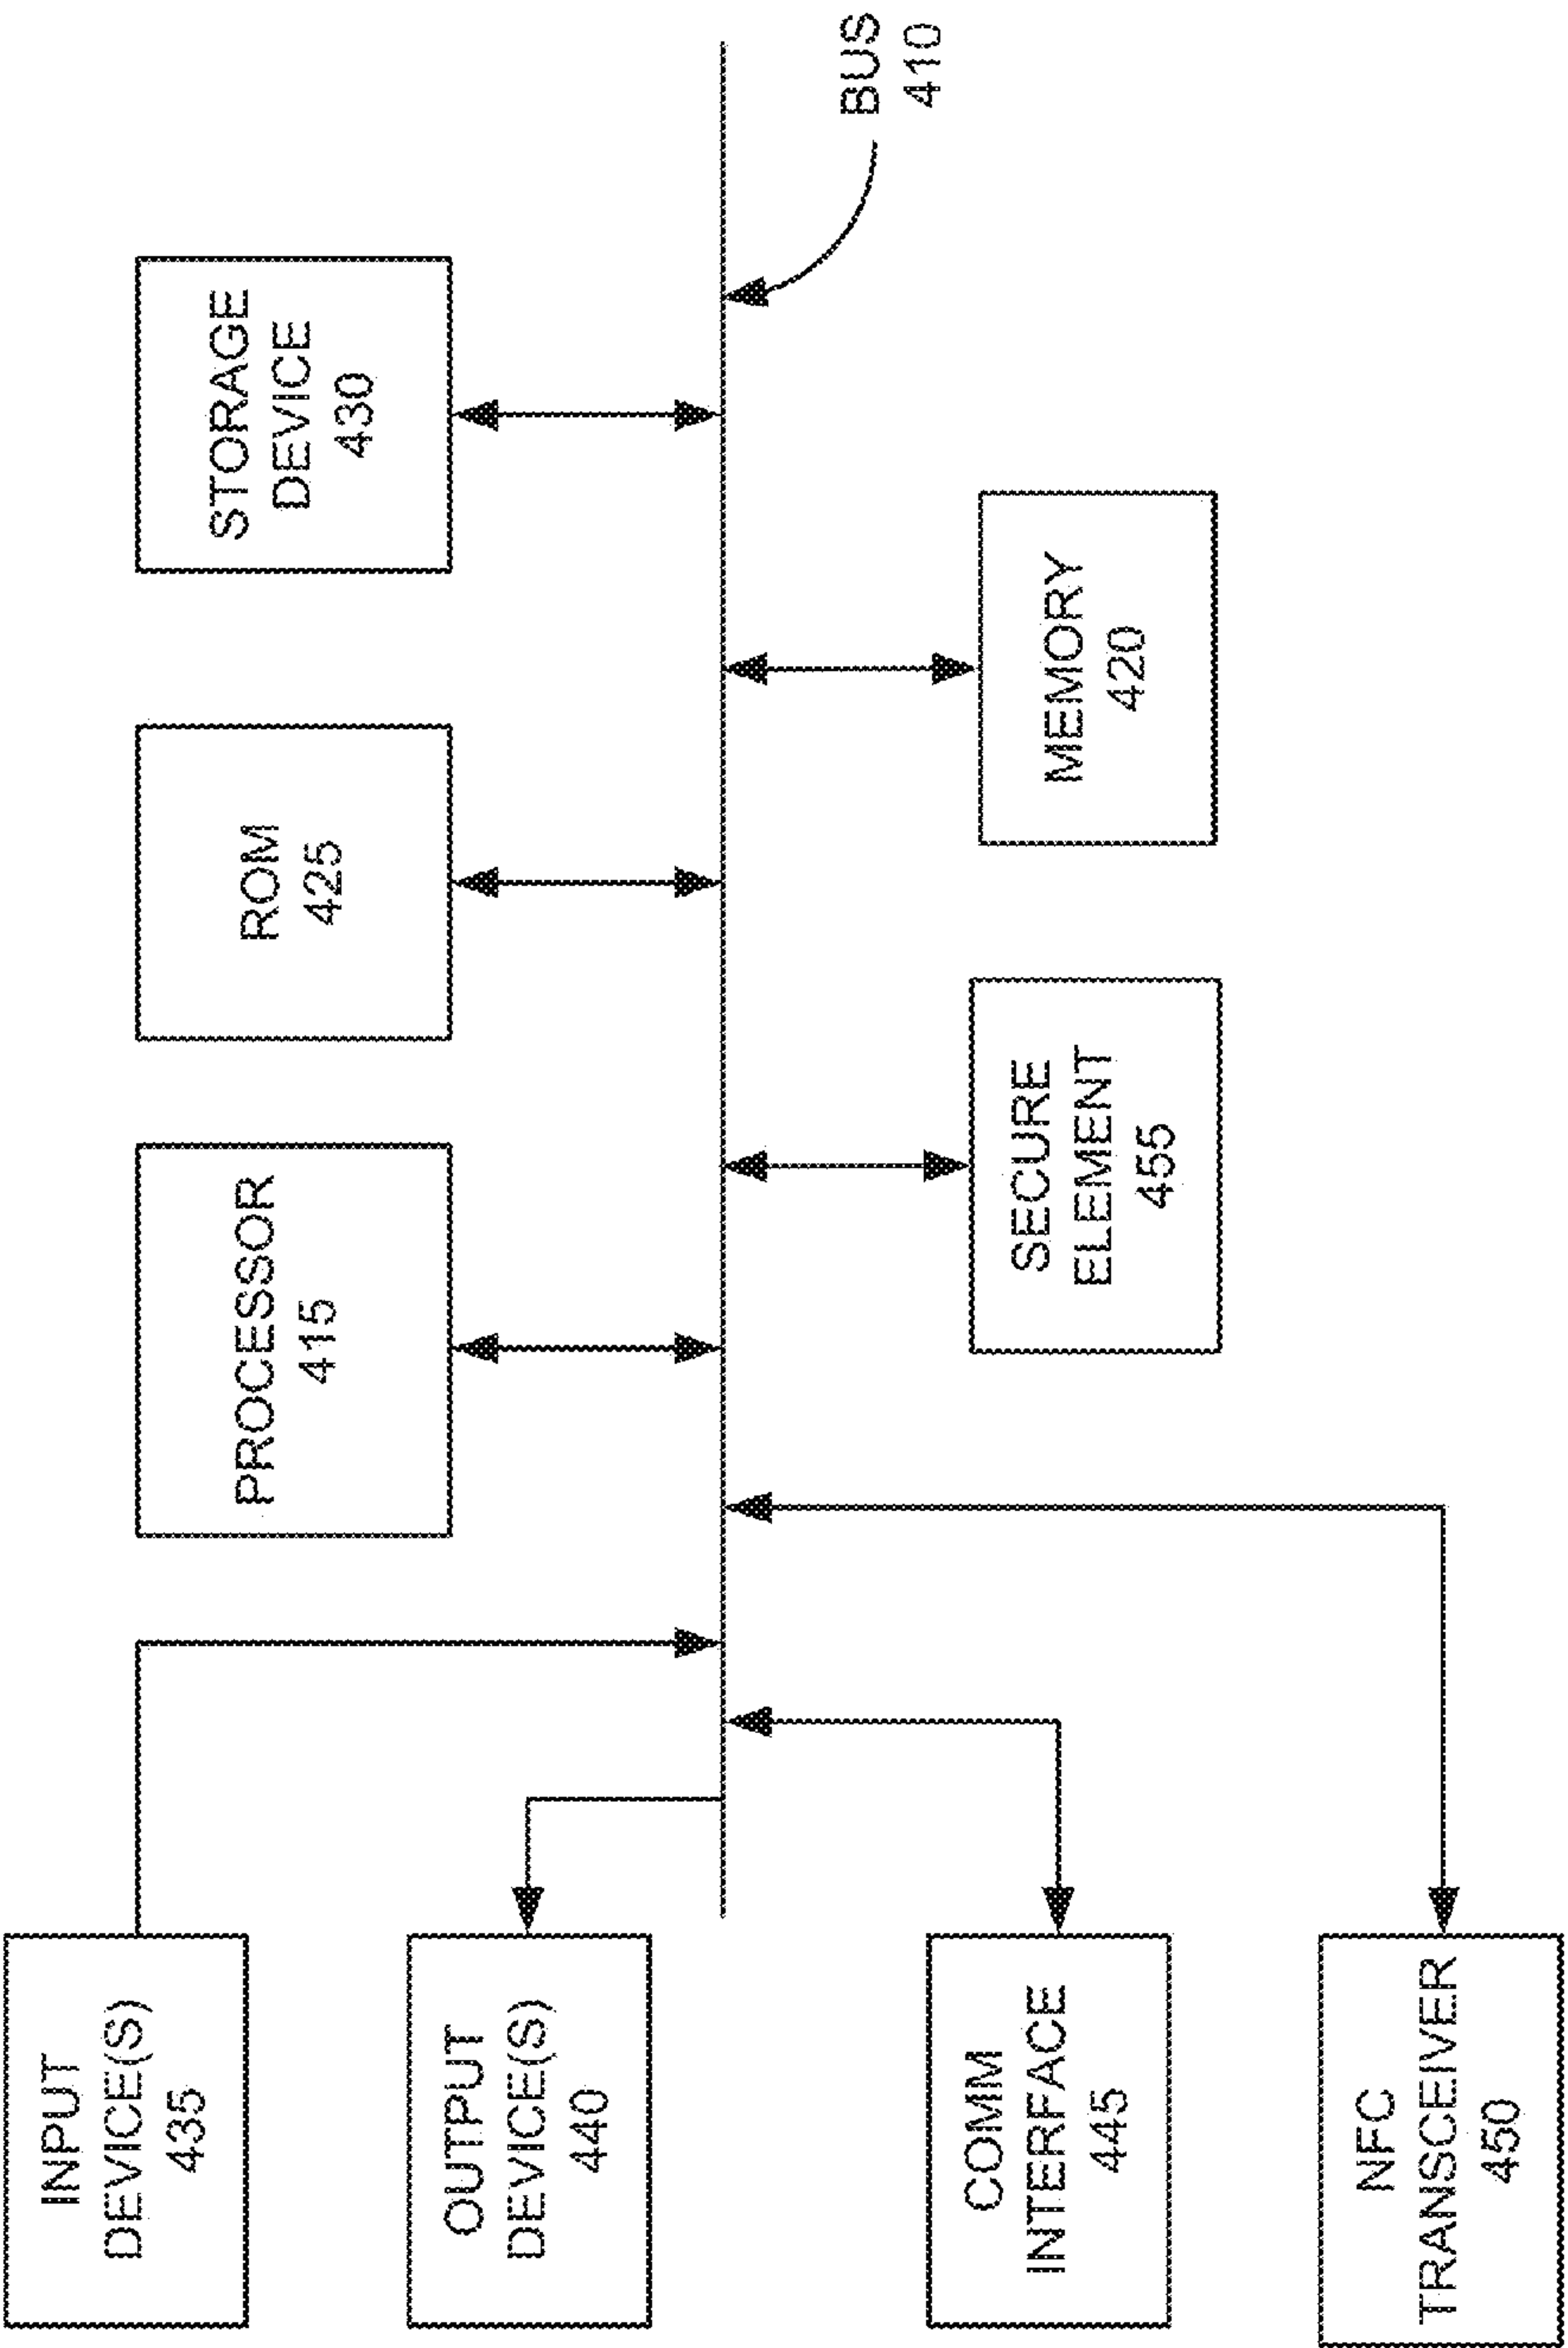 INPUT
DEVICE(S)
435
OUTPUT
DEVICE(S)
440
COMM
INTERFACE
445
NFC
TRANSCEIVER
450
PROCESSOR
415
ROM
425
STORAGE
DEVICE
430
SECURE
ELEMENT
455
MEMORY
420
BUS
410